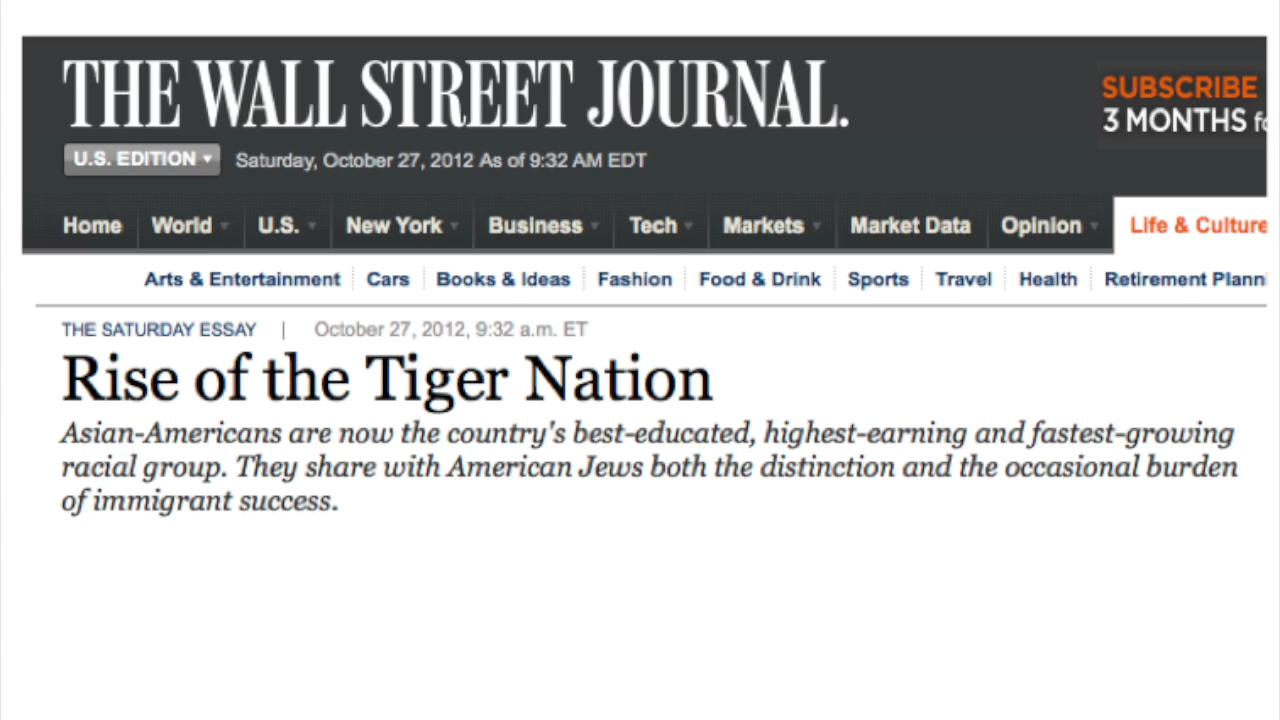 THE WALL STREET JOURNAL.
SUBSCRIBE
3 MONTHS
U.S. EDITION Saturday, October 27, 2012 As of 9:32 AM EDT
Home World U.S. New York Business Tech Markets Market Data Opinion Life & Culture
Arts & Entertainment Cars Books & Ideas Fashion Food & Drink Sports Travel Health Retirement Plann
THE SATURDAY ESSAY | October 27, 2012, 9:32 a.m. ET
Rise of the Tiger Nation
Asian-Americans are now the country's best-educated, highest-earning and fastest-growing
racial group. They share with American Jews both the distinction and the occasional burden
of immigrant success.